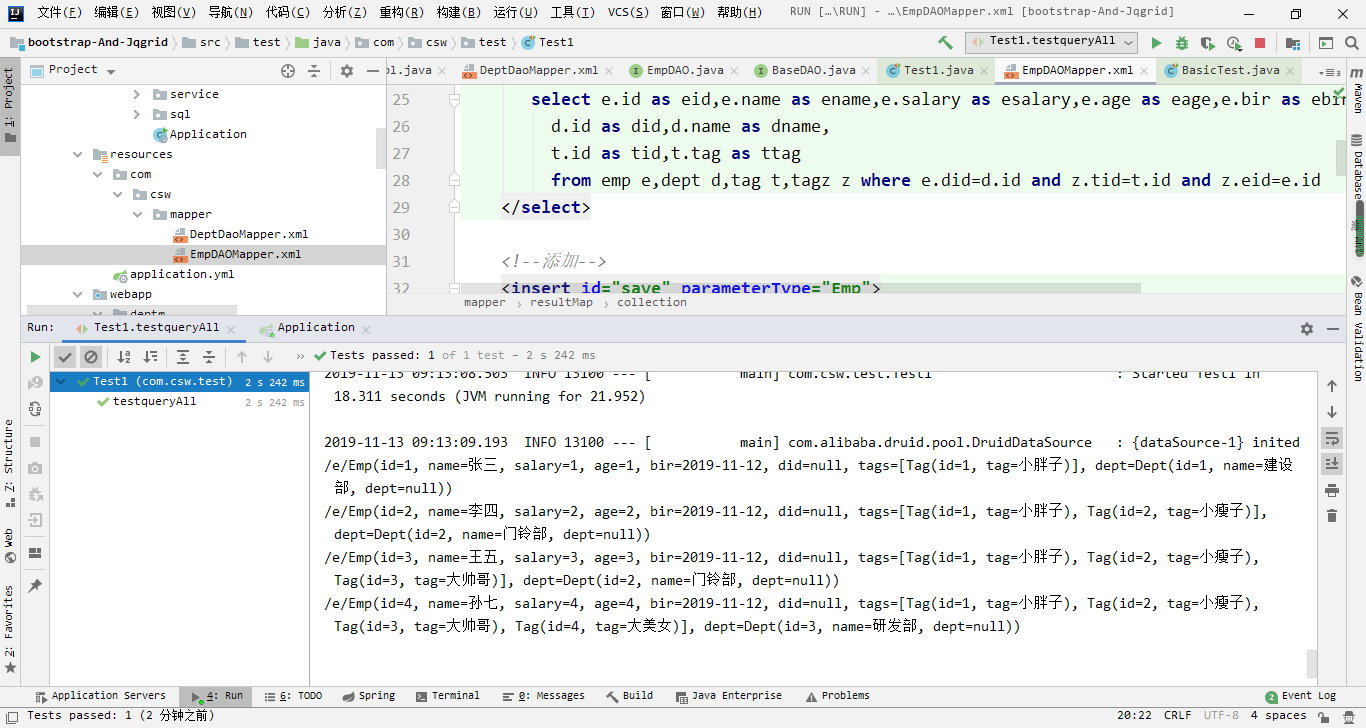 文件(F) 编辑(E) 视图(V) 导航(N) 代码(C) 分析(Z) 重构(R) 构建(B) 运行(U) 工具(T) VCS(S) 窗口(W) 帮助(H) RUN […\RUN] - …\EmpDAOMapper.xml [bootstrap-And-Jqgrid]
bootstrap-And-Jqgrid src test java com csw test Test1 Test1.testqueryAll
Project ol.java DeptDaoMapper.xml EmpDAO.java BaseDAO.java Test1.java EmpDAOMapper.xml BasicTest.java
1: Project
service
sql
Application
resources
com
csw
mapper
DeptDaoMapper.xml
EmpDAOMapper.xml
application.yml
webapp
deptm
25 select e.id as eid,e.name as ename,e.salary as esalary,e.age as eage,e.bir as ebir
26 d.id as did,d.name as dname,
27 t.id as tid,t.tag as ttag
28 from emp e,dept d,tag t,tagz z where e.did=d.id and z.tid=t.id and z.eid=e.id
29 </select>
30
31 <!--添加-->
32 <insert id="save" parameterType="Emp">
mapper resultMap collection
Maven
Database
Bean Validation
Run: Test1.testqueryAll Application
Tests passed: 1 of 1 test – 2 s 242 ms
Test1 (com.csw.test) 2 s 242 ms
testqueryAll 2 s 242 ms
2019-11-13 09:13:08.503 INFO 13100 --- [ main] com.csw.test.Test1 : Started Test1 in
18.311 seconds (JVM running for 21.952)
2019-11-13 09:13:09.193 INFO 13100 --- [ main] com.alibaba.druid.pool.DruidDataSource : {dataSource-1} inited
/e/Emp(id=1, name=张三, salary=1, age=1, bir=2019-11-12, did=null, tags=[Tag(id=1, tag=小胖子)], dept=Dept(id=1, name=建设
部, dept=null))
/e/Emp(id=2, name=李四, salary=2, age=2, bir=2019-11-12, did=null, tags=[Tag(id=1, tag=小胖子), Tag(id=2, tag=小瘦子)],
dept=Dept(id=2, name=门铃部, dept=null))
/e/Emp(id=3, name=王五, salary=3, age=3, bir=2019-11-12, did=null, tags=[Tag(id=1, tag=小胖子), Tag(id=2, tag=小瘦子),
Tag(id=3, tag=大帅哥)], dept=Dept(id=2, name=门铃部, dept=null))
/e/Emp(id=4, name=孙七, salary=4, age=4, bir=2019-11-12, did=null, tags=[Tag(id=1, tag=小胖子), Tag(id=2, tag=小瘦子),
Tag(id=3, tag=大帅哥), Tag(id=4, tag=大美女)], dept=Dept(id=3, name=研发部, dept=null))
Z: Structure
Web
2: Favorites
Application Servers 4: Run 6: TODO Spring Terminal 0: Messages Build Java Enterprise Problems 2 Event Log
Tests passed: 1 (2 分钟之前) 20:22 CRLF UTF-8 4 spaces